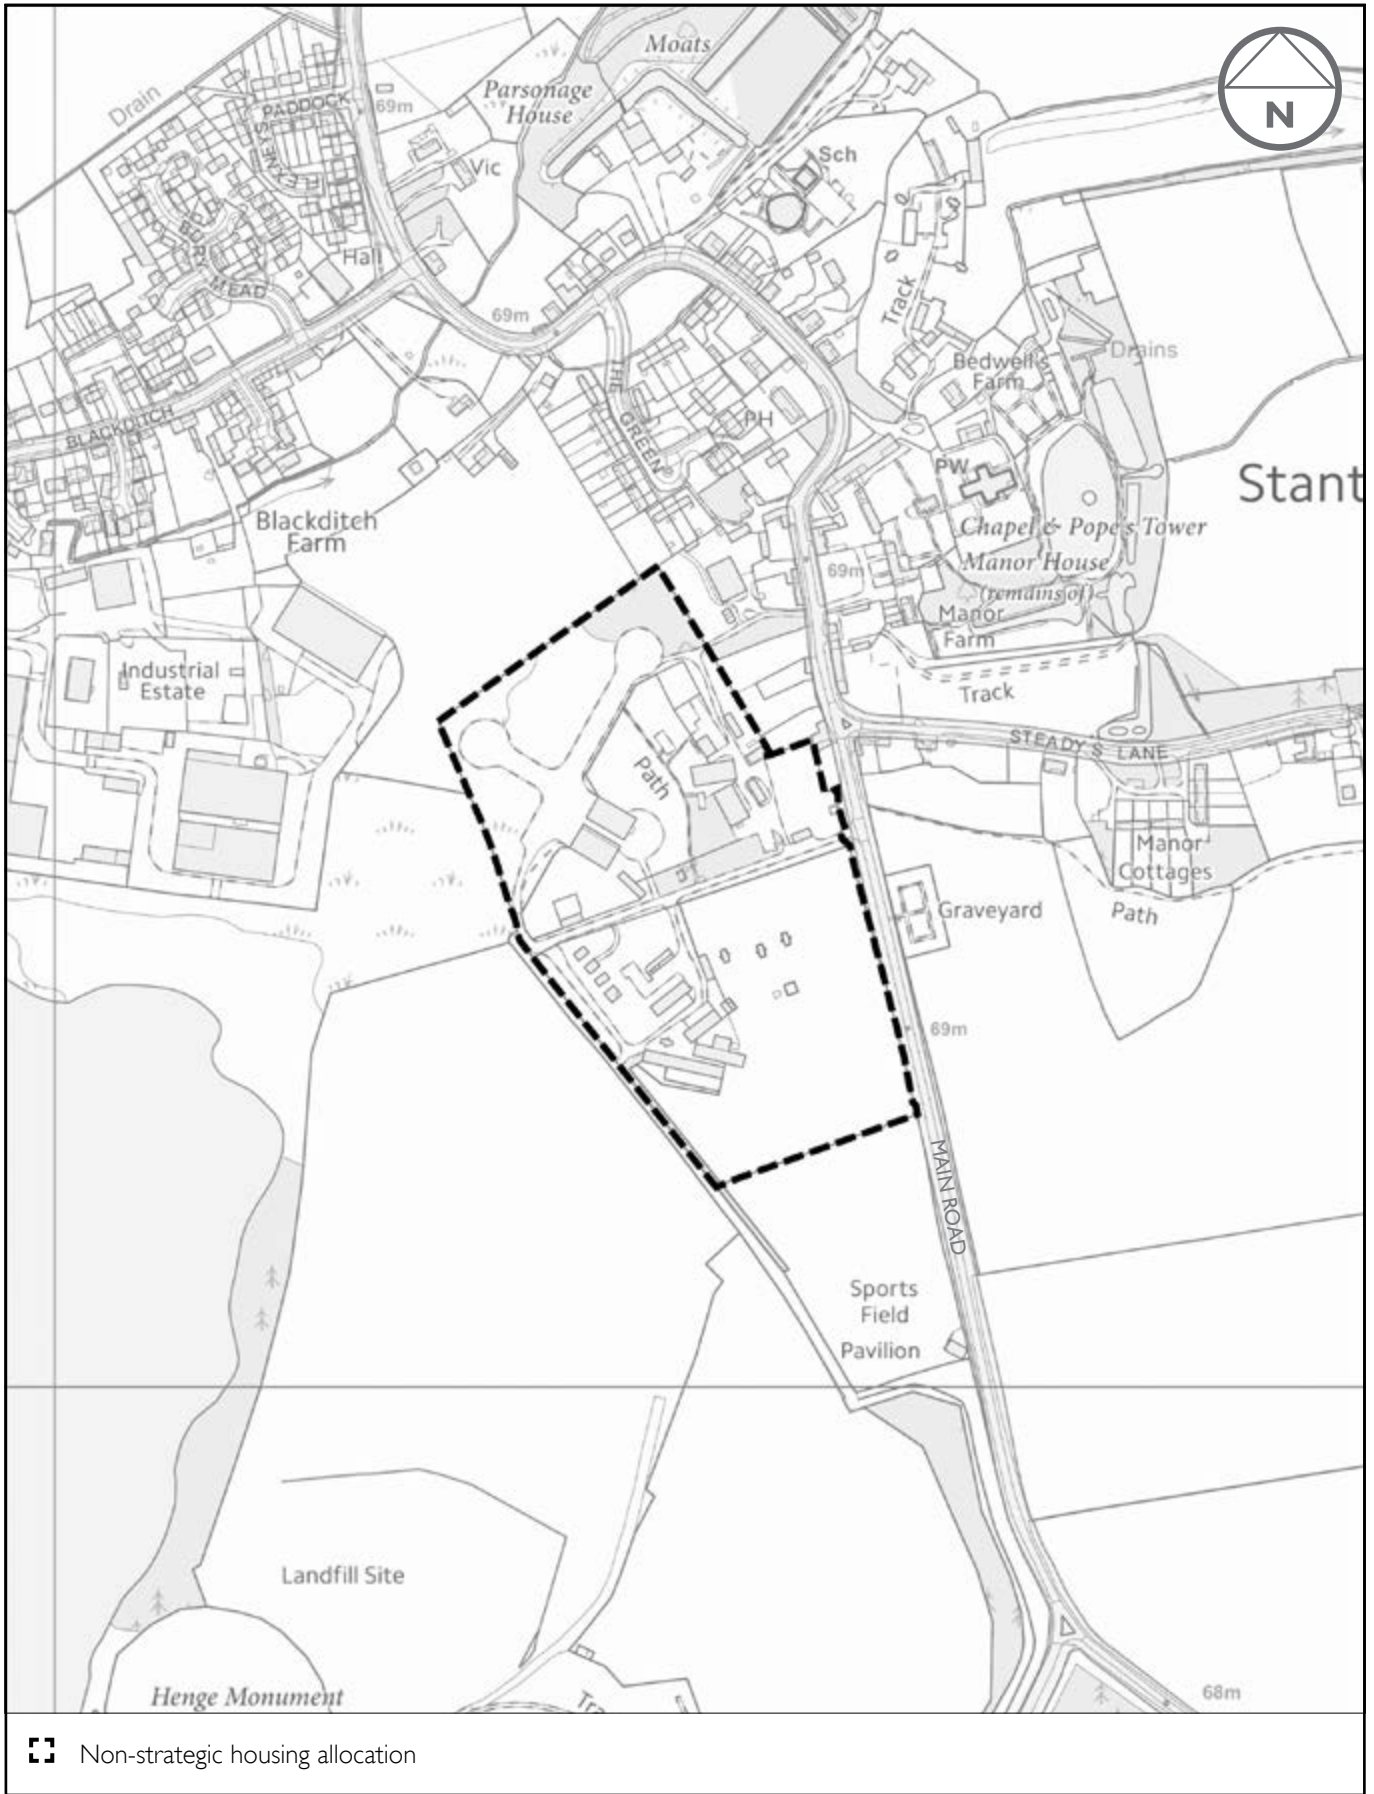 Moats
Drain
Parsonage
House
PADDOCK
69m
FLEXNEYS
N
Sch
Vic
BURY
MEAD
Hall
69m
Track
THE
GREEN
Bedwell's
Farm
Drains
BLACKDITCH
PH
PW
Stant
Blackditch
Farm
Chapel & Pope's Tower
Manor House
(remains of)
69m
Manor
Farm
Industrial
Estate
Track
STEADY'S LANE
Path
Manor
Cottages
Graveyard
Path
69m
MAIN ROAD
Sports
Field
Pavilion
Landfill Site
Henge Monument
Tra
68m
Non-strategic housing allocation